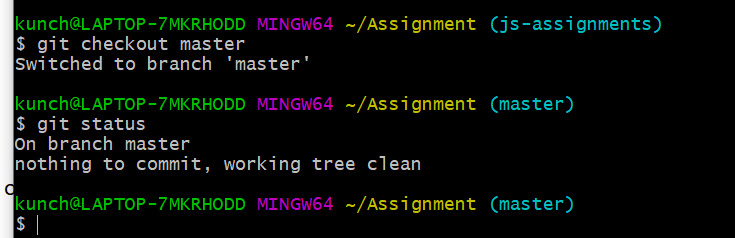 kunch@LAPTOP-7MKRHODD MINGW64 ~/Assignment (js-assignments)
$ git checkout master
Switched to branch 'master'
kunch@LAPTOP-7MKRHODD MINGW64 ~/Assignment (master)
$ git status
On branch master
nothing to commit, working tree clean
kunch@LAPTOP-7MKRHODD MINGW64 ~/Assignment (master)
$